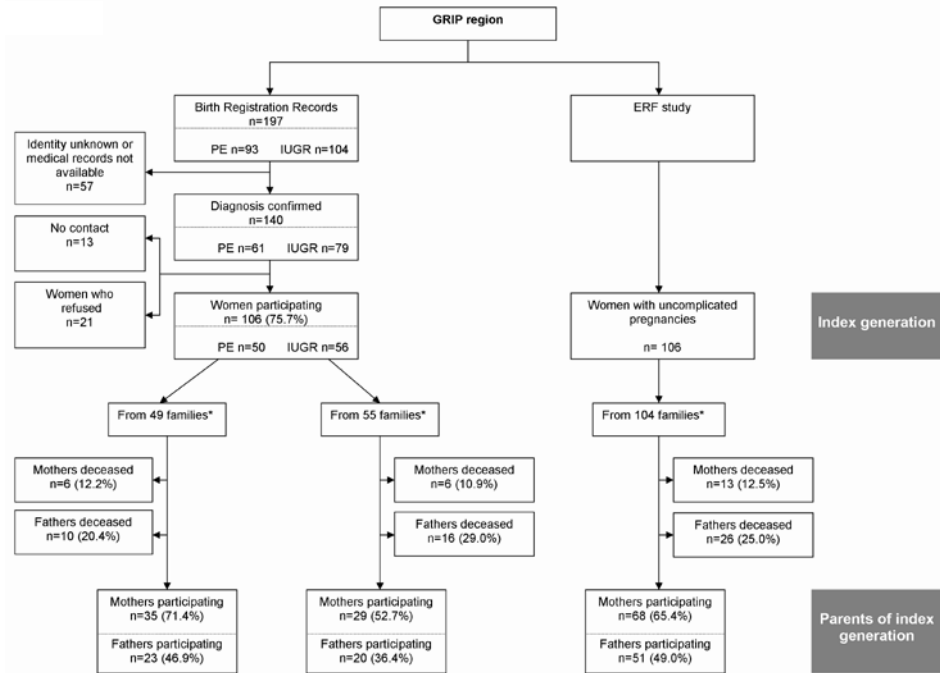 GRIP region
Birth Registration Records
n=197
PE n=93 IUGR n=104
ERF study
Identity unknown or
medical records not
available
n=57
Diagnosis confirmed
n=140
PE n=61 IUGR n=79
No contact
n=13
Women who
refused
n=21
Women participating
n= 106 (75.7%)
PE n=50 IUGR n=56
Women with uncomplicated
pregnancies
n= 106
Index generation
From 49 families*
From 55 families*
From 104 families*
Mothers deceased
n=6 (12.2%)
Mothers deceased
n=6 (10.9%)
Mothers deceased
n=13 (12.5%)
Fathers deceased
n=10 (20.4%)
Fathers deceased
n=16 (29.0%)
Fathers deceased
n=26 (25.0%)
Mothers participating
n=35 (71.4%)
Fathers participating
n=23 (46.9%)
Mothers participating
n=29 (52.7%)
Fathers participating
n=20 (36.4%)
Mothers participating
n=68 (65.4%)
Fathers participating
n=51 (49.0%)
Parents of index
generation